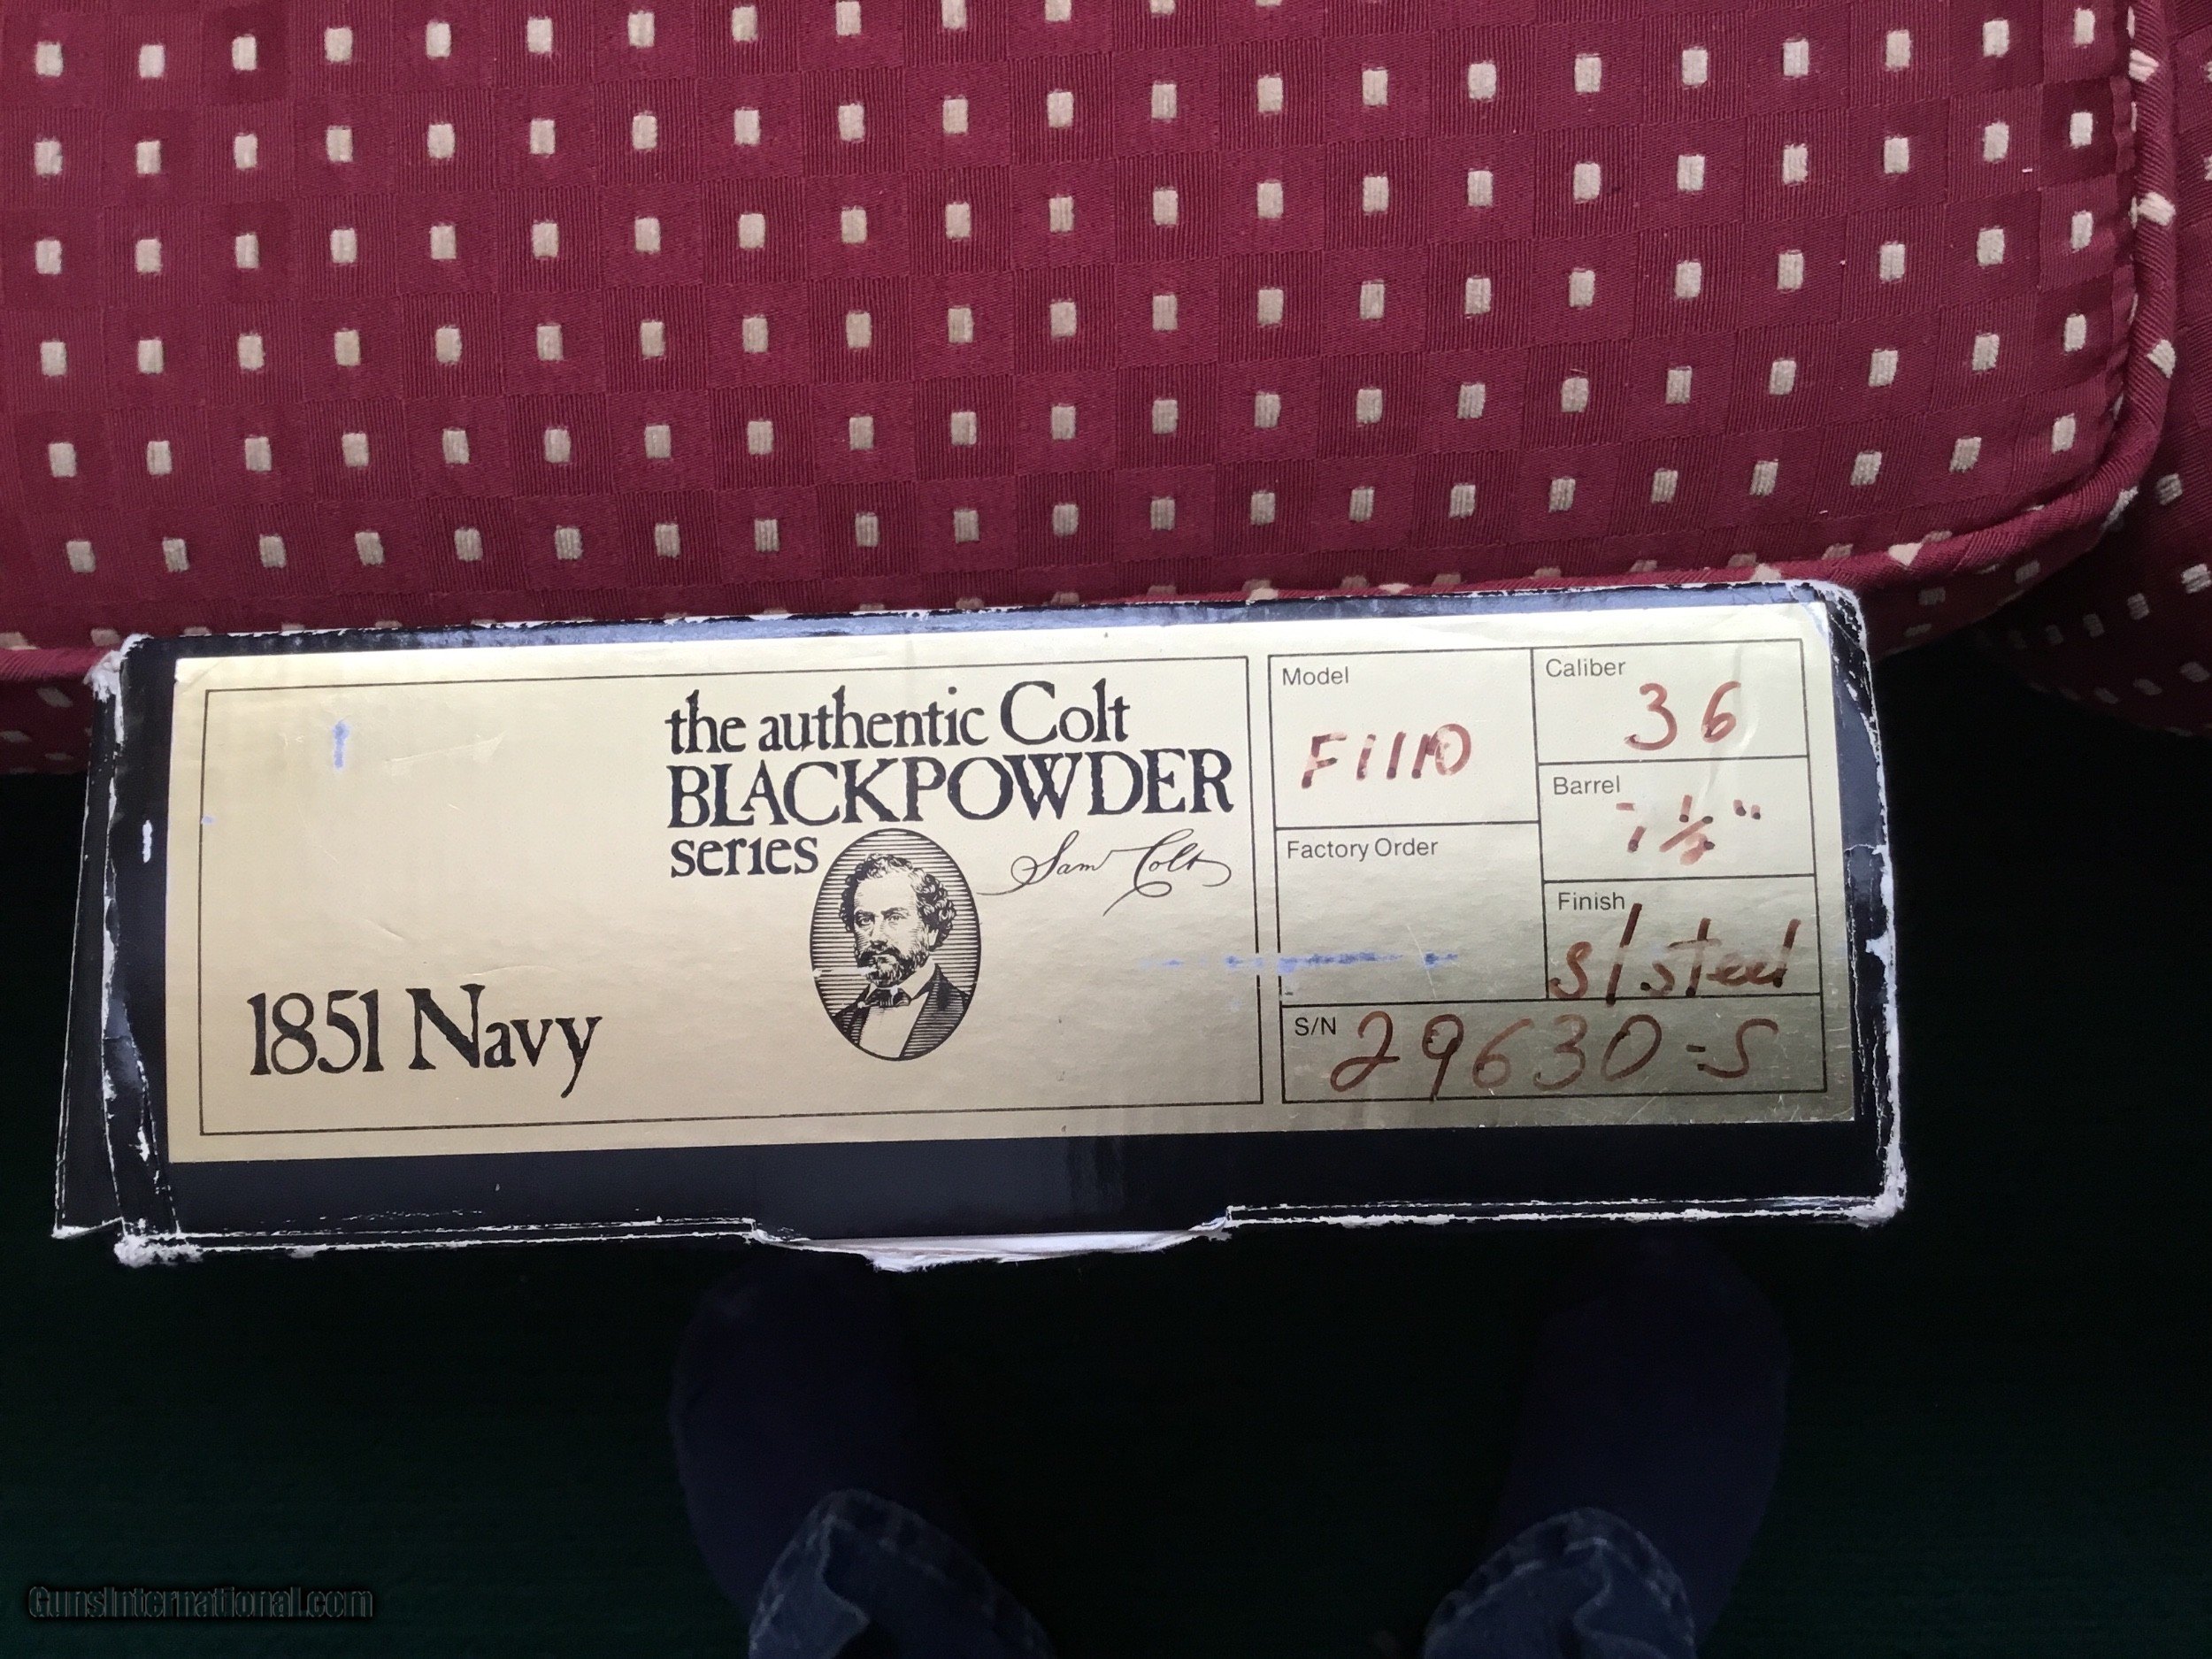 the authentic Colt
BLACKPOWDER
series
Sam Colt
1851 Navy
Model
F1110
Caliber
36
Barrel
7 1/2"
Factory Order
Finish
S/steel
S/N 29630-S
GunsInternational.com